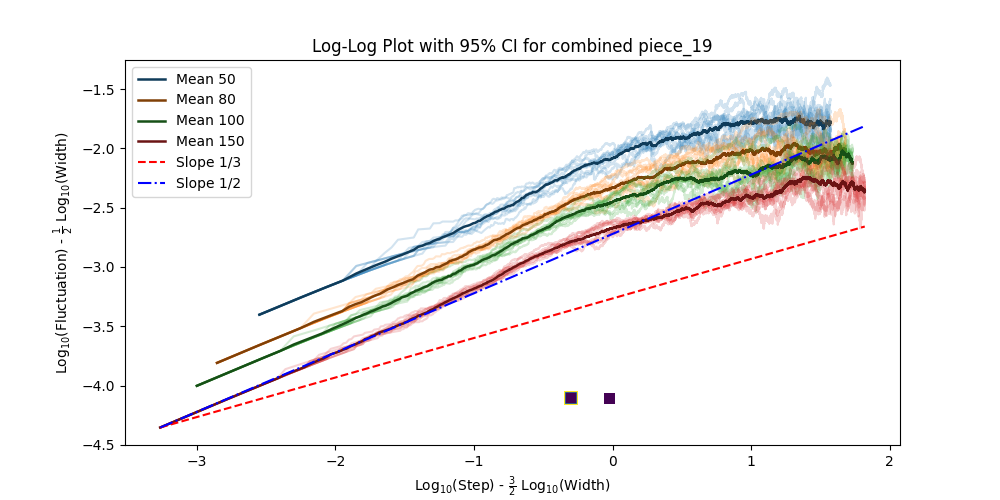 Log-Log Plot with 95% CI for combined piece_19
Mean 50
Mean 80
Mean 100
Mean 150
Slope 1/3
Slope 1/2
−1.5
−2.0
−2.5
−3.0
−3.5
−4.0
−4.5
Log₁₀(Fluctuation) - ½ Log₁₀(Width)
−3
−2
−1
0
1
2
Log₁₀(Step) - 3/2 Log₁₀(Width)